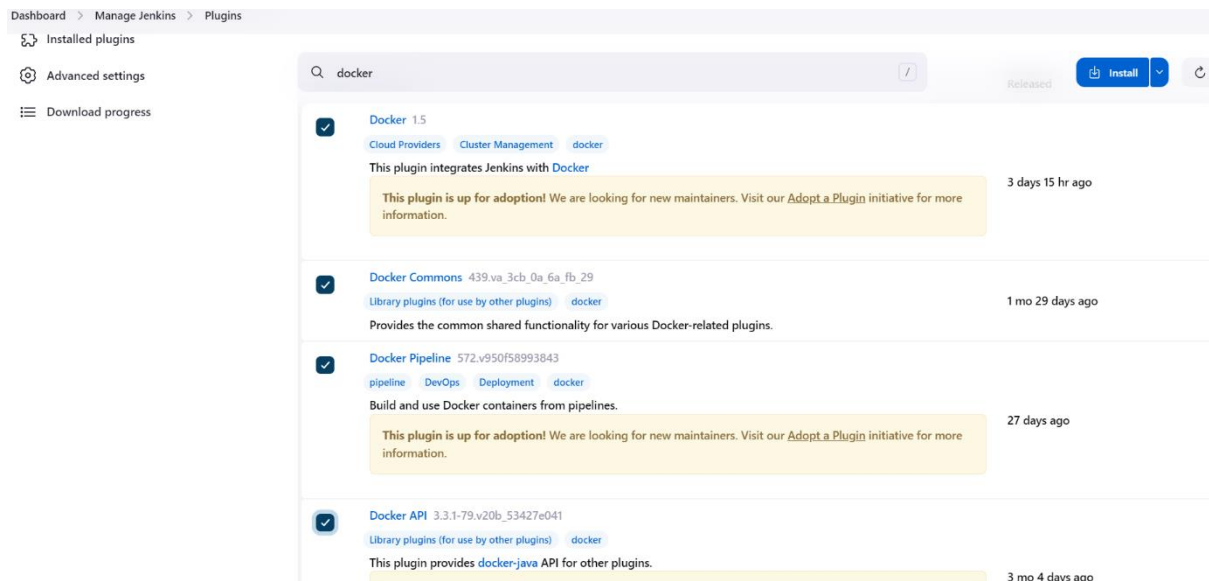 Dashboard > Manage Jenkins > Plugins
Installed plugins
Advanced settings
Download progress
docker
/
Released
Install
Docker 1.5
Cloud Providers Cluster Management docker
This plugin integrates Jenkins with Docker
This plugin is up for adoption! We are looking for new maintainers. Visit our Adopt a Plugin initiative for more
information.
3 days 15 hr ago
Docker Commons 439.va_3cb_0a_6a_fb_29
Library plugins (for use by other plugins) docker
Provides the common shared functionality for various Docker-related plugins.
1 mo 29 days ago
Docker Pipeline 572.v950f58993843
pipeline DevOps Deployment docker
Build and use Docker containers from pipelines.
This plugin is up for adoption! We are looking for new maintainers. Visit our Adopt a Plugin initiative for more
information.
27 days ago
Docker API 3.3.1-79.v20b_53427e041
Library plugins (for use by other plugins) docker
This plugin provides docker-java API for other plugins.
3 mo 4 days ago